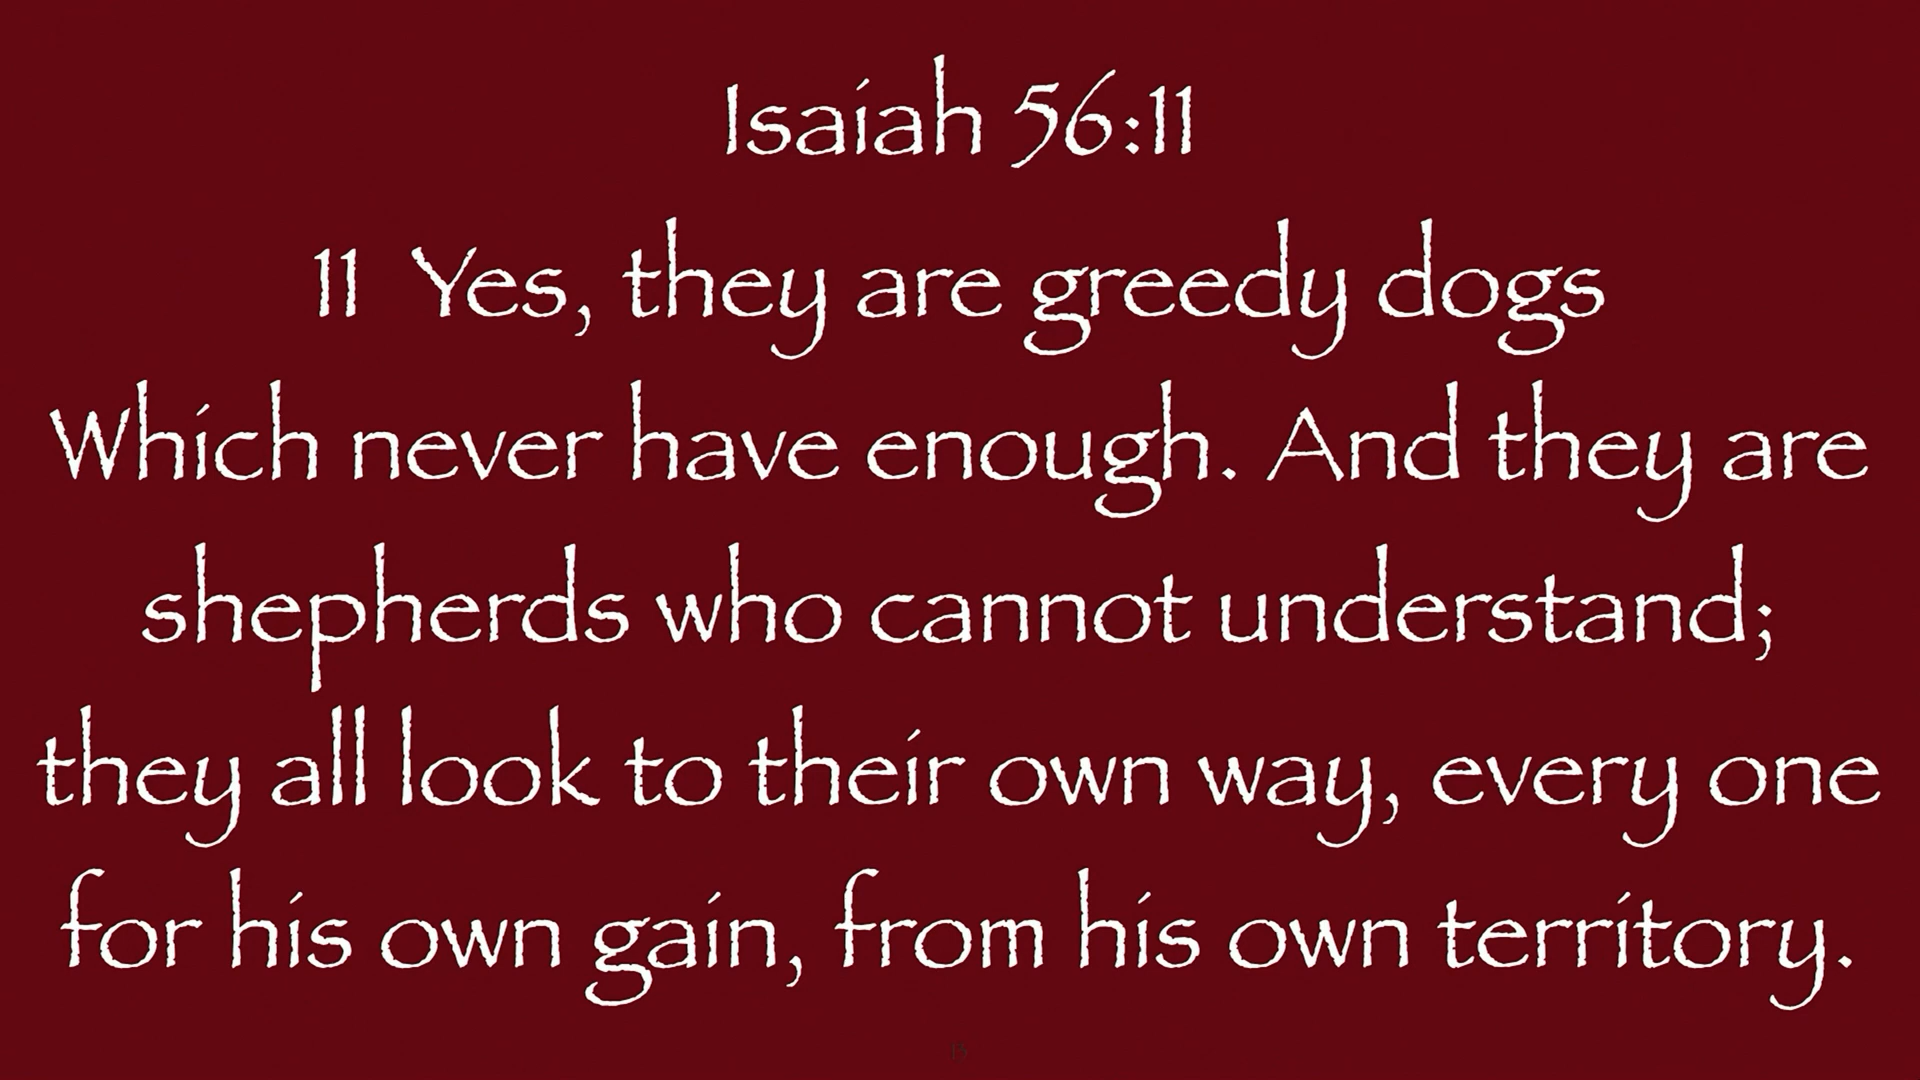 Isaiah 56:11
11 Yes, they are greedy dogs
Which never have enough. And they are
shepherds who cannot understand;
they all look to their own way, every one
for his own gain, from his own territory.
13